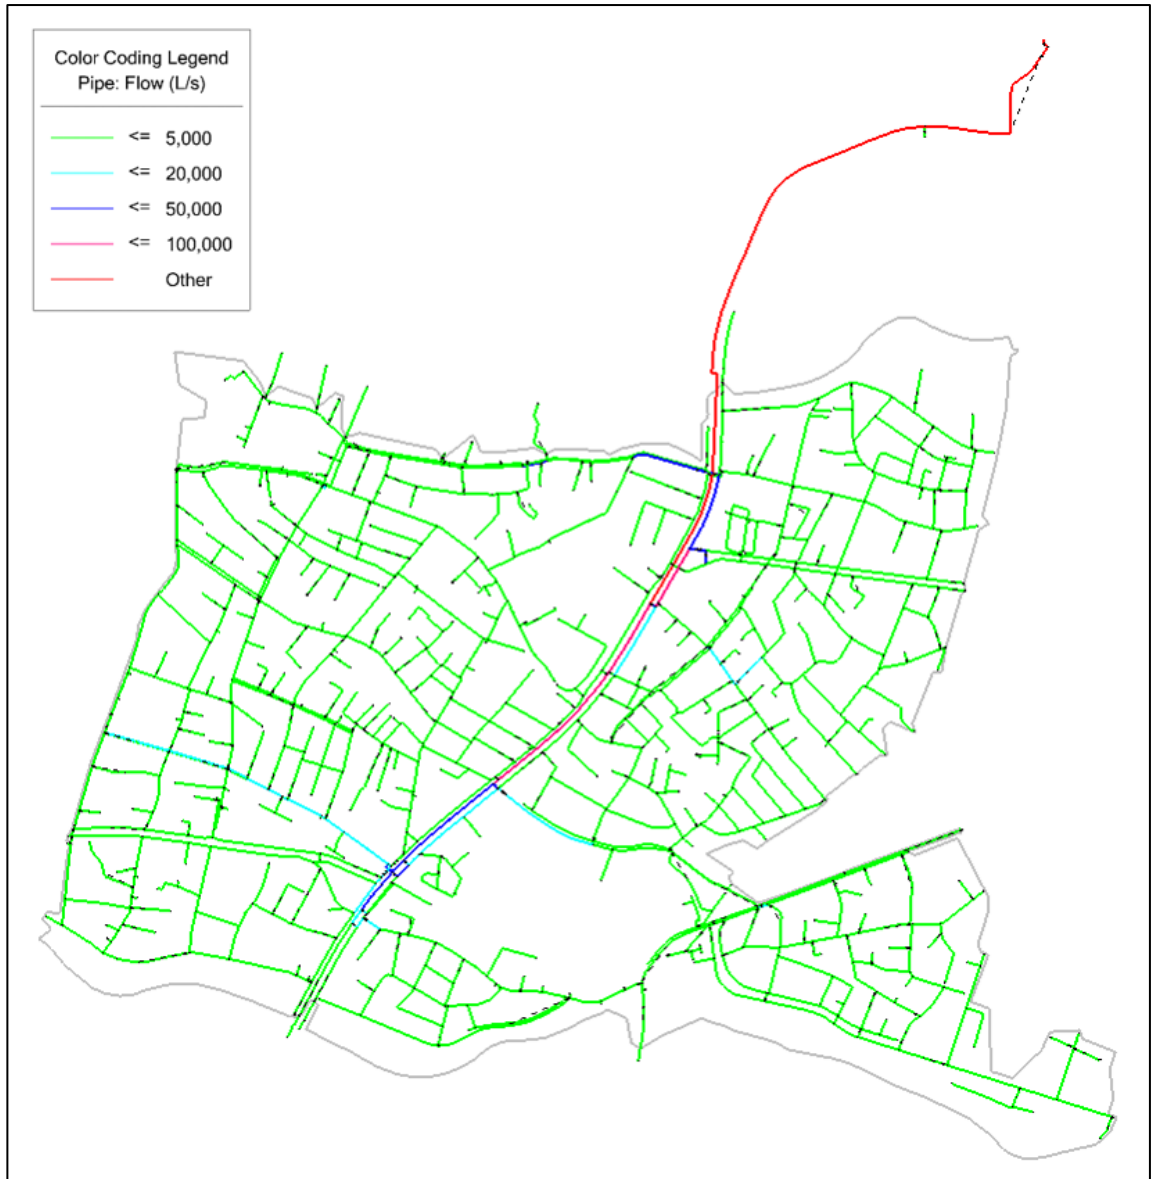 Color Coding Legend
Pipe: Flow (L/s)
<= 5,000
<= 20,000
<= 50,000
<= 100,000
Other